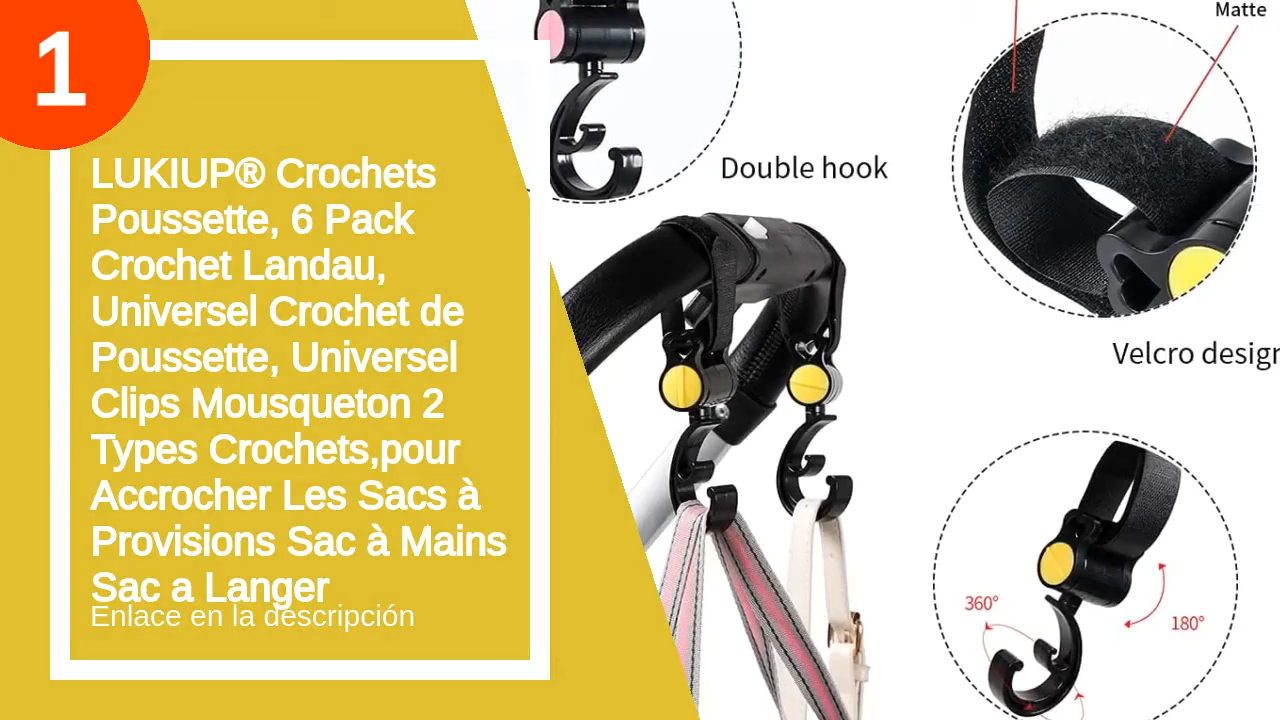 1
LUKIUP® Crochets
Poussette, 6 Pack
Crochet Landau,
Universel Crochet de
Poussette, Universel
Clips Mousqueton 2
Types Crochets,pour
Accrocher Les Sacs à
Provisions Sac à Mains
Sac a Langer
Enlace en la descripción
Matte
Double hook
Velcro design
360°
180°